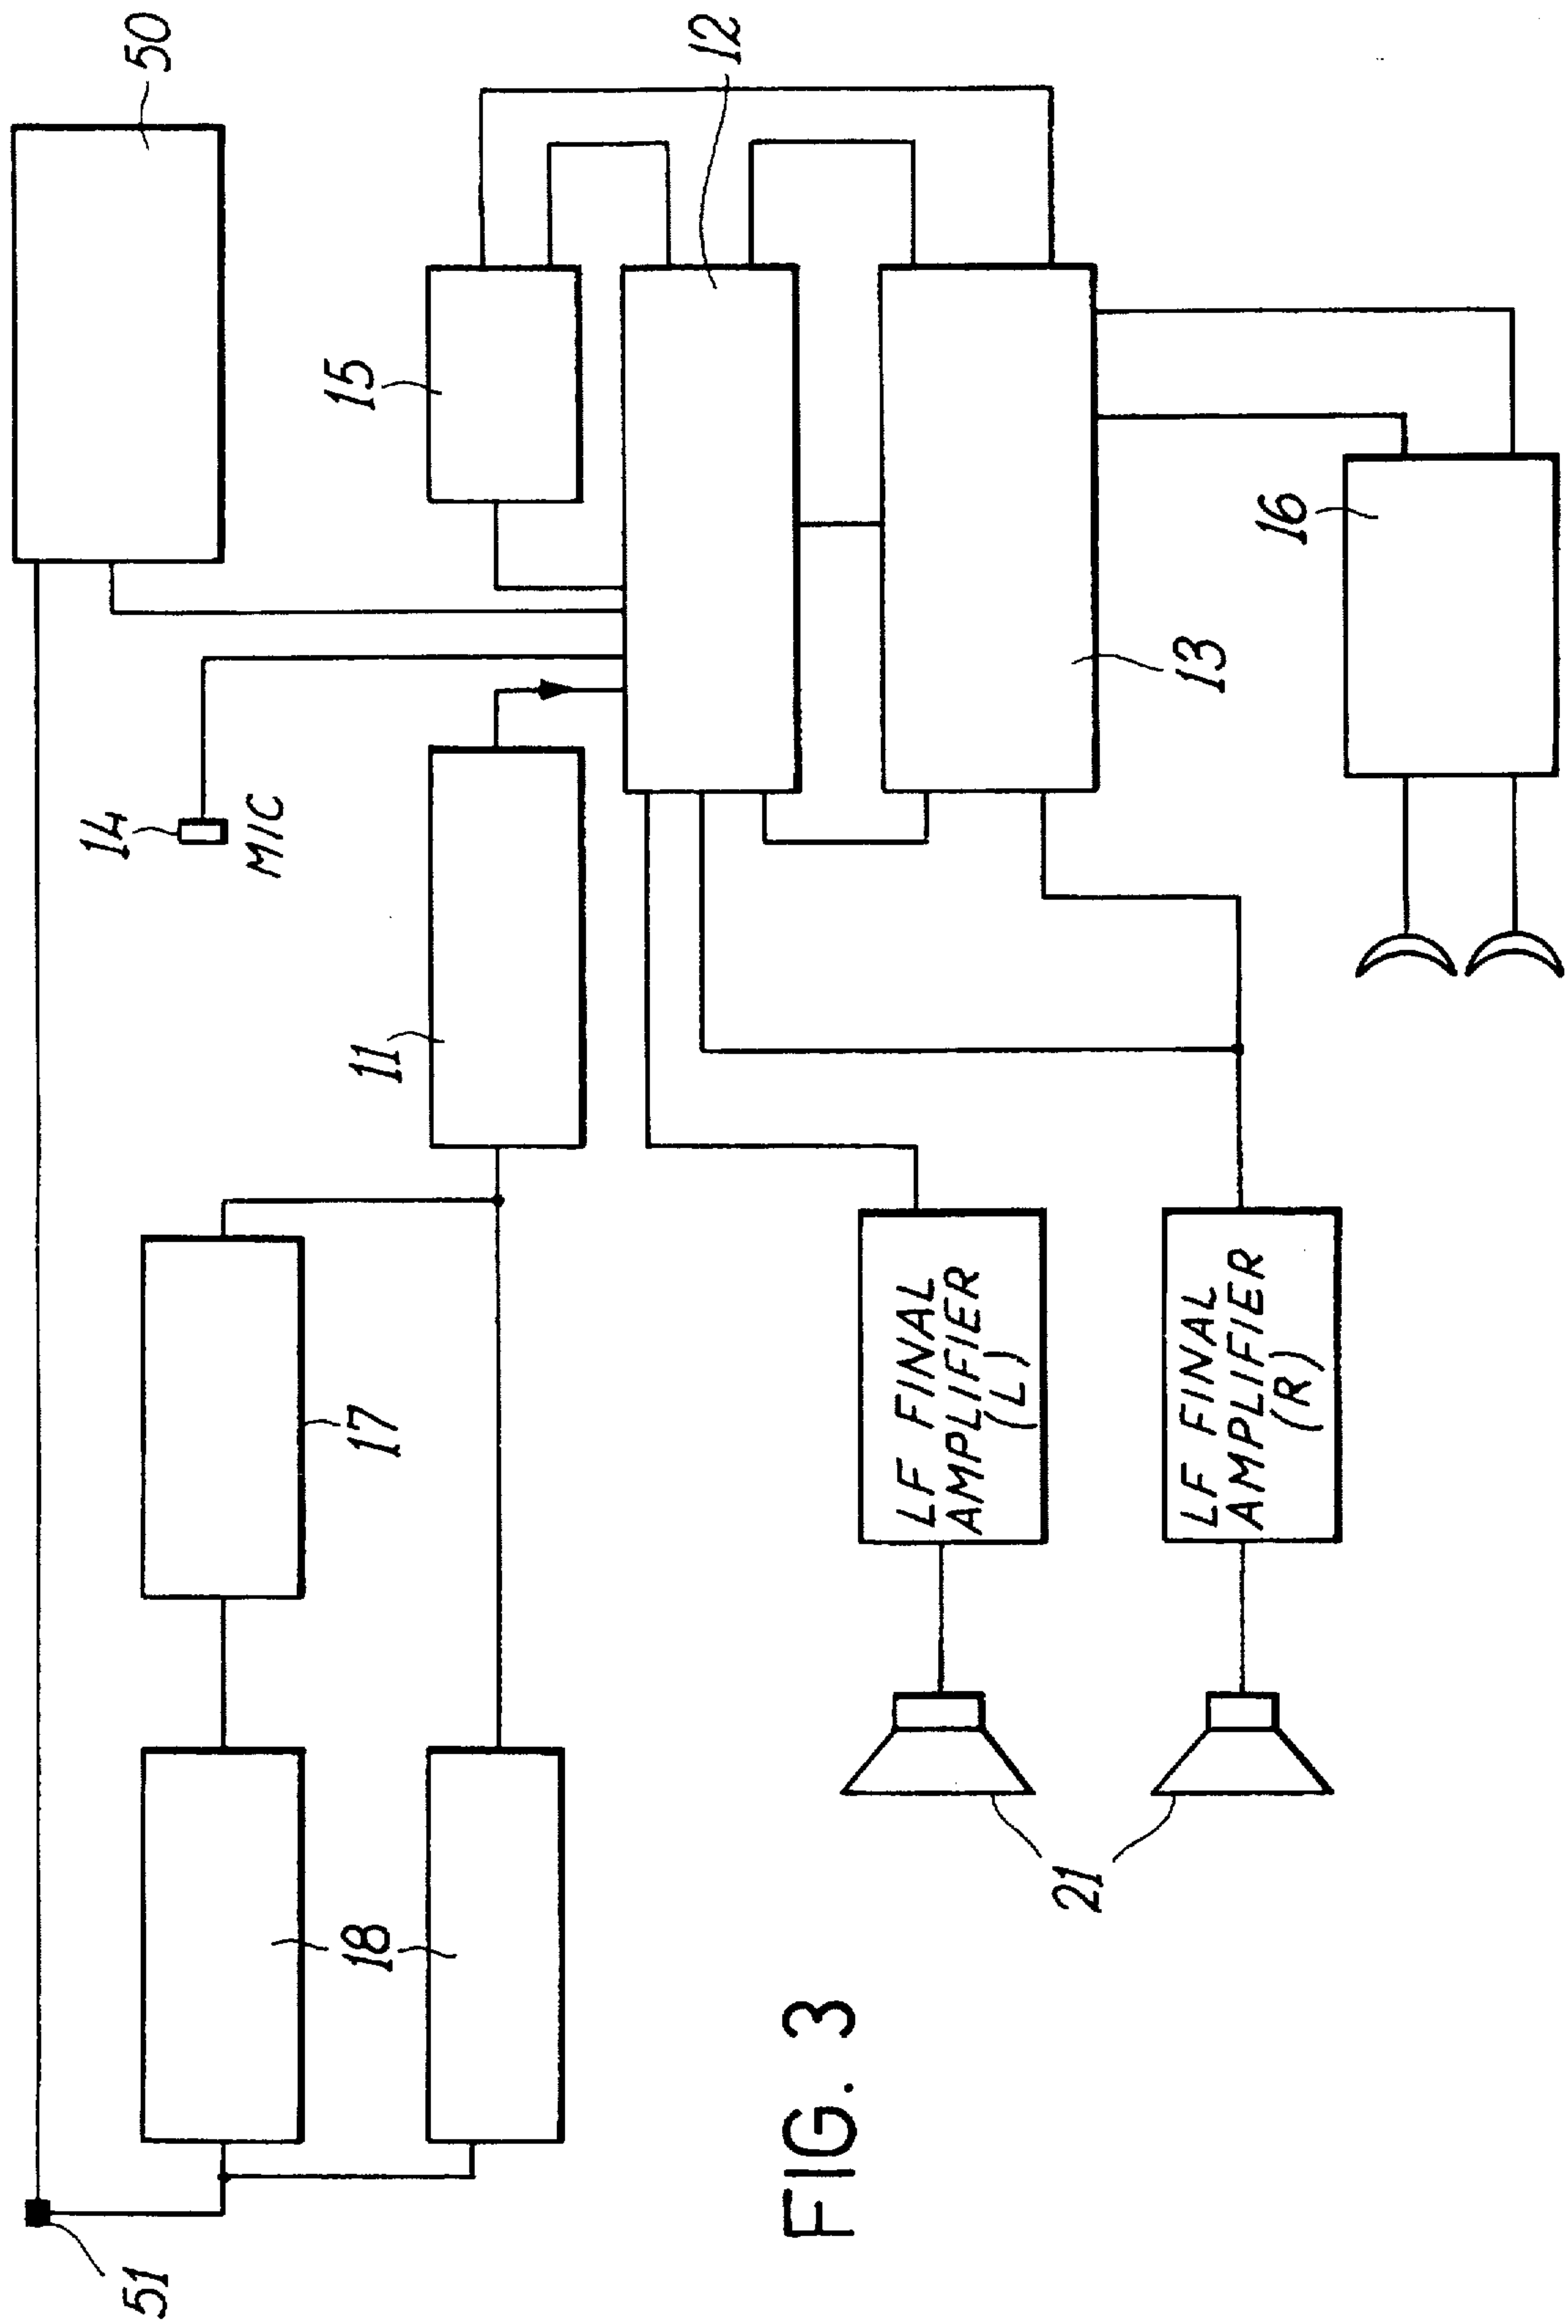 51
50
14
MIC
18
17
11
15
12
LF FINAL
AMPLIFIER
(L)
13
21
LF FINAL
AMPLIFIER
(R)
16
FIG. 3